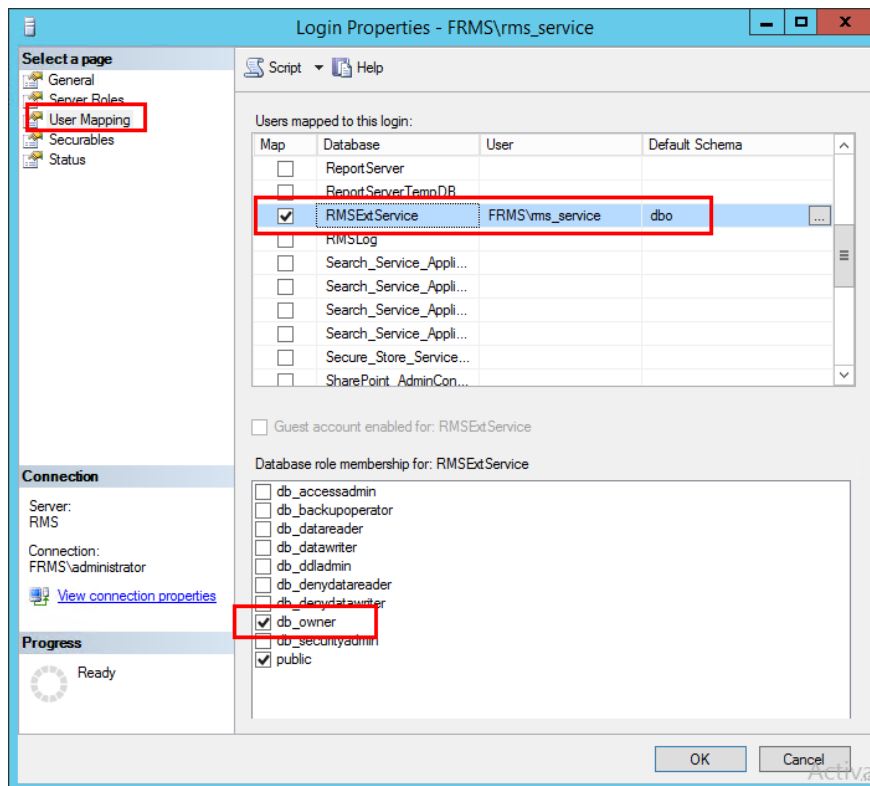 Login Properties - FRMS\rms_service
Select a page
General
Server Roles
User Mapping
Securables
Status
Script Help
Users mapped to this login:
Map Database User Default Schema
ReportServer
ReportServerTempDB
RMSExtService FRMS\rms_service dbo ...
RMSLog
Search_Service_Appli...
Search_Service_Appli...
Search_Service_Appli...
Search_Service_Appli...
Secure_Store_Service...
SharePoint_AdminCon...
Guest account enabled for: RMSExtService
Database role membership for: RMSExtService
db_accessadmin
db_backupoperator
db_datareader
db_datawriter
db_ddladmin
db_denydatareader
db_denydatawriter
db_owner
db_securityadmin
public
Connection
Server:
RMS
Connection:
FRMS\administrator
View connection properties
Progress
Ready
OK Cancel
Activa